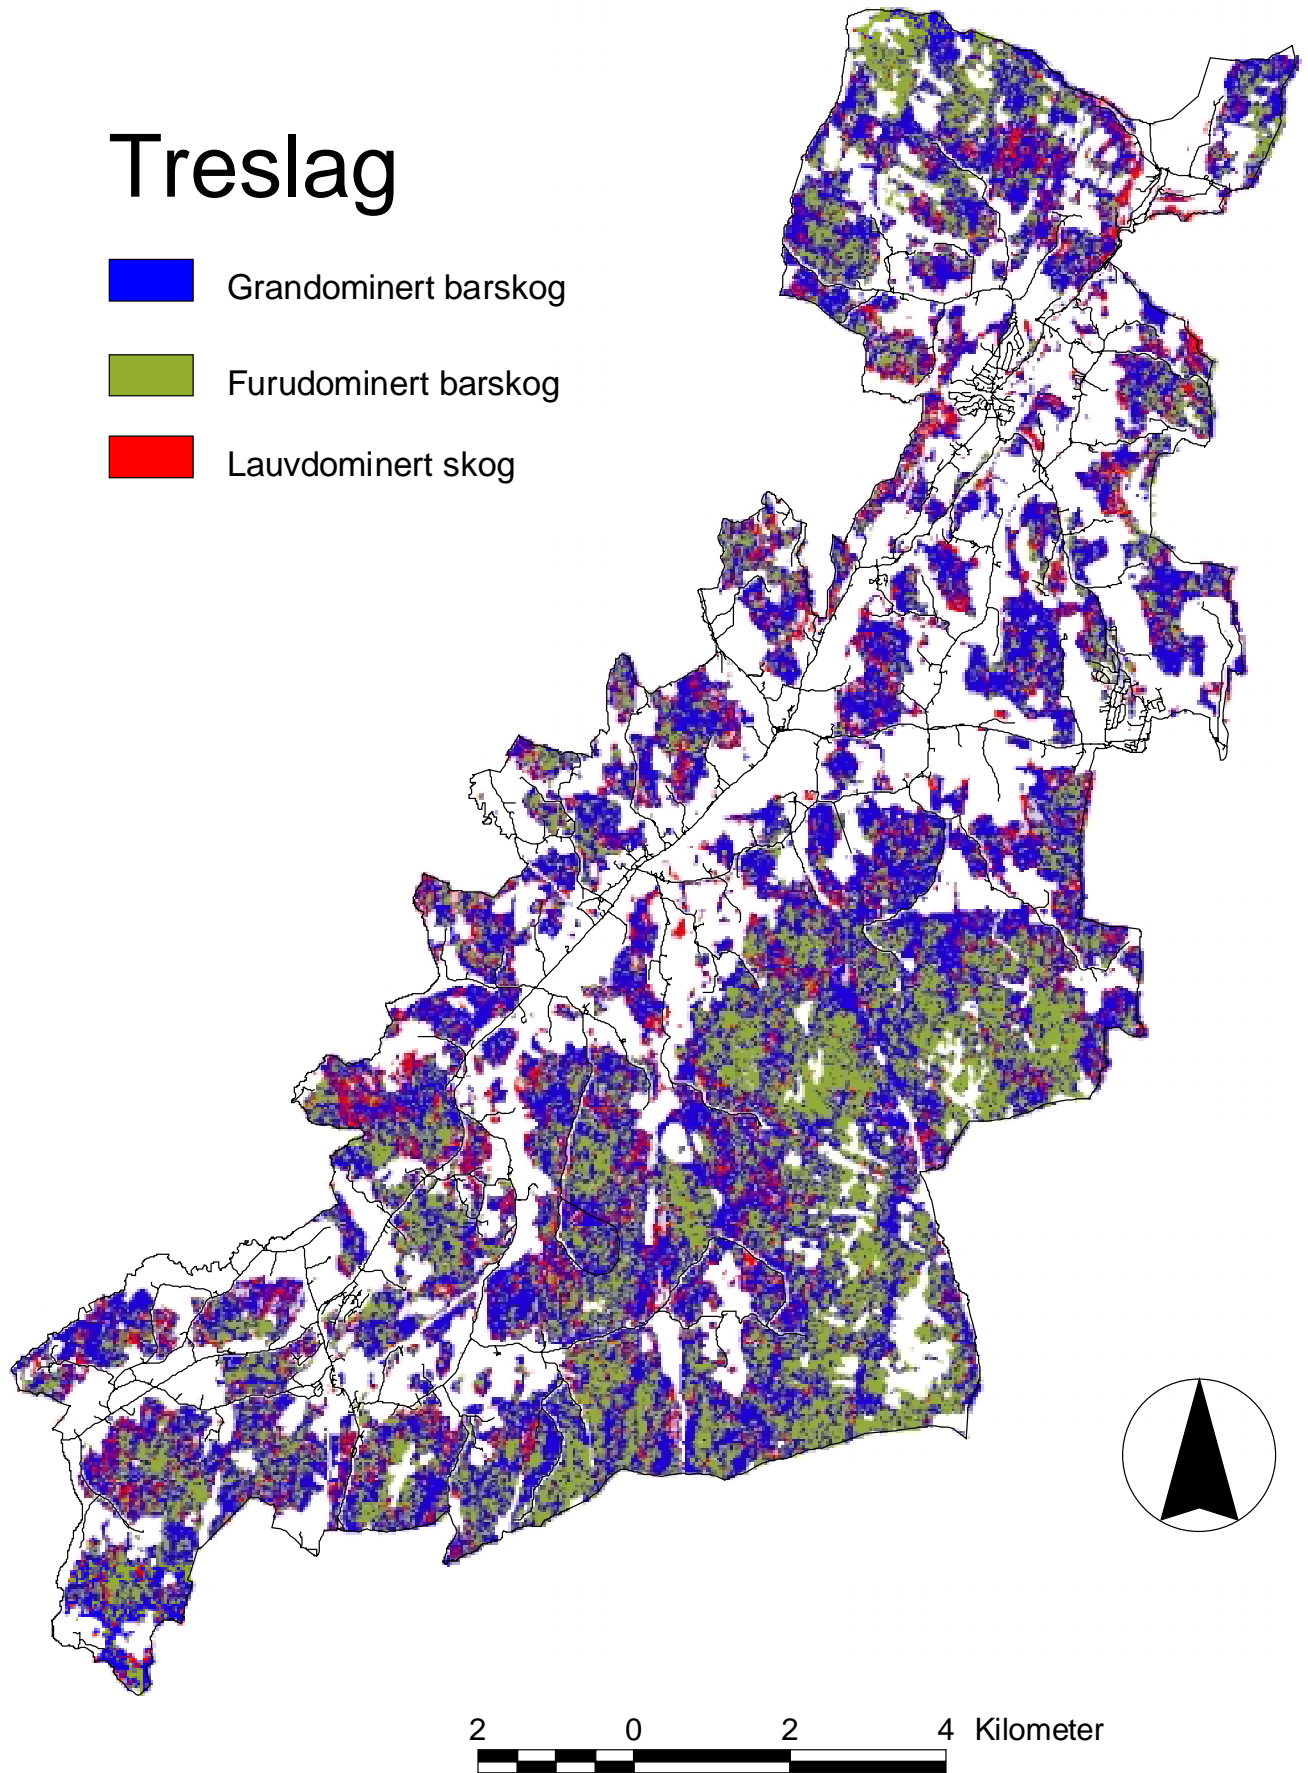 Treslag
Grandominert barskog
Furudominert barskog
Lauvdominert skog
2 0 2 4 Kilometer